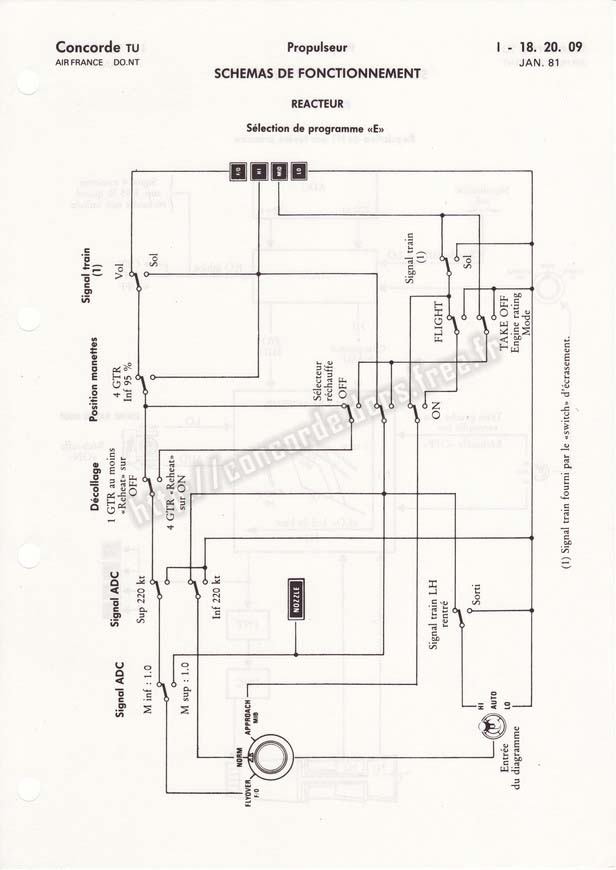 Concorde TU
AIR FRANCE DO.NT
Propulseur
I - 18. 20. 09
JAN. 81
SCHEMAS DE FONCTIONNEMENT
REACTEUR
Sélection de programme «E»
F/O
HI
MID
LO
Signal train
(1)
Vol
Sol
Signal train
(1)
Sol
FLIGHT
TAKE OFF
Engine rating
Mode
Position manettes
4 GTR
Inf 95 %
Sélecteur
réchauffe
OFF
ON
Décollage
1 GTR au moins
«Reheat» sur
OFF
4 GTR «Reheat»
sur ON
Signal ADC
Sup 220 kt
Inf 220 kt
NOZZLE
Signal train LH
rentré
Sorti
Signal ADC
M inf : 1.0
M sup : 1.0
FLYOVER
F/O
NORM
APPROACH
MID
HI
AUTO
LO
Entrée
du diagramme
(1) Signal train fourni par le «switch» d'écrasement.
http://concordescops.free.fr